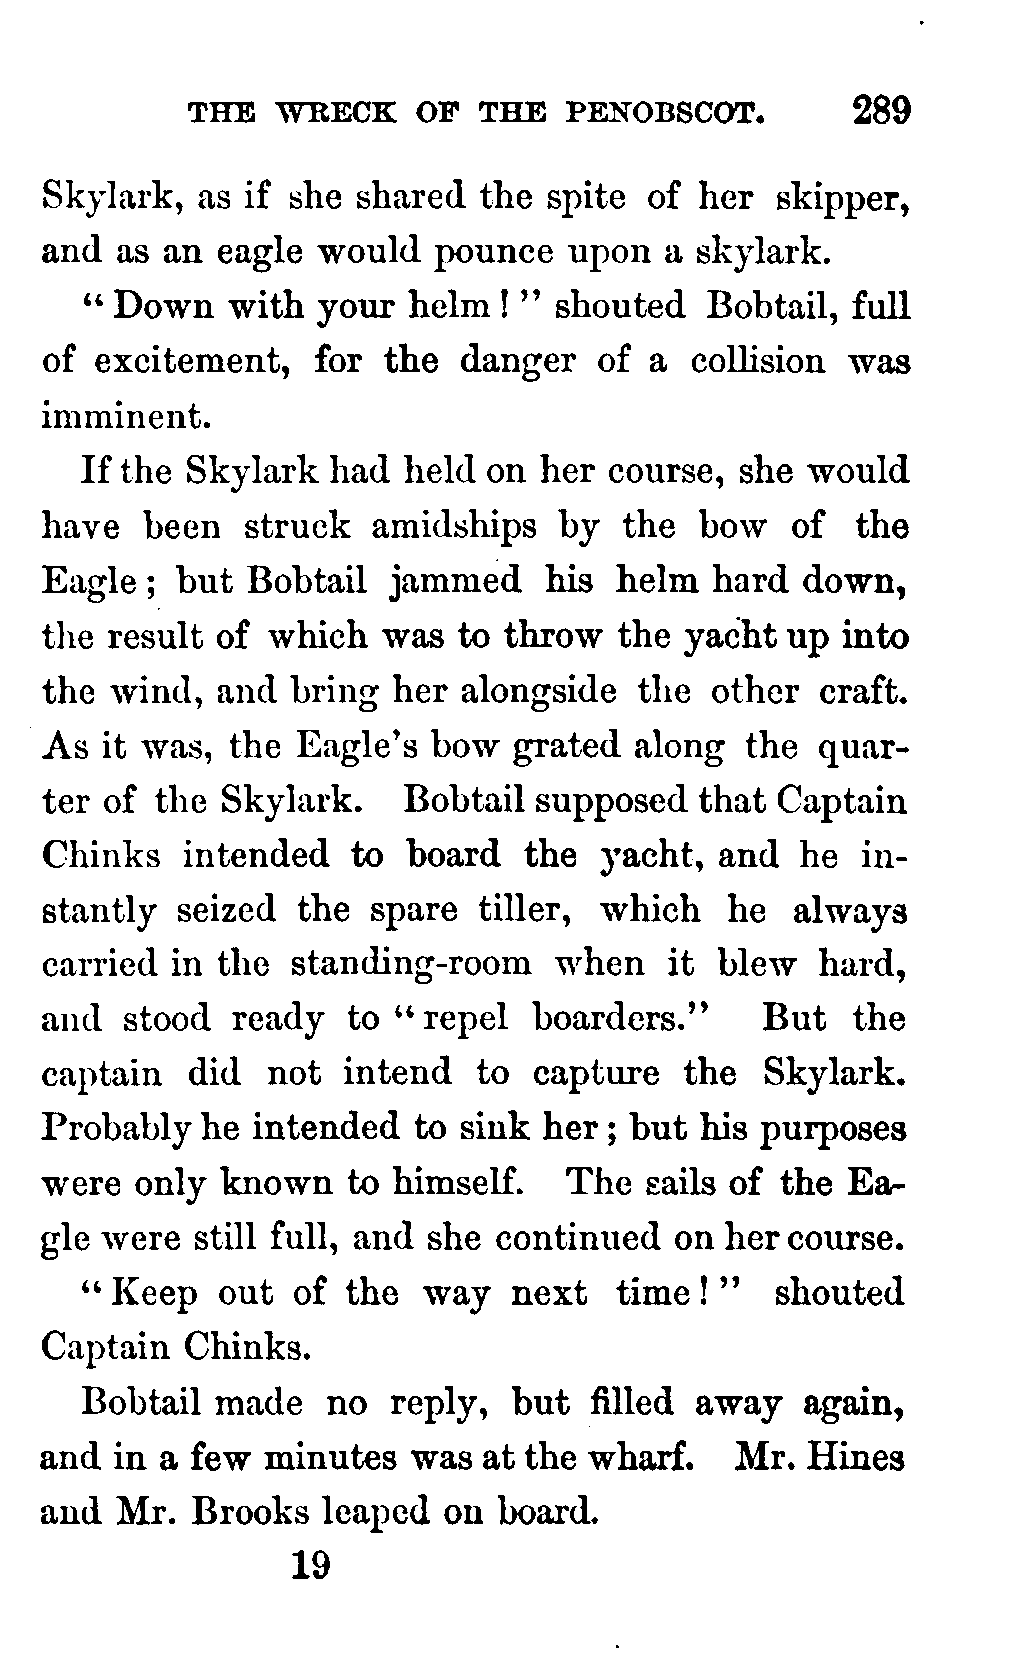 THE WRECK OF THE PENOBSCOT. 289
Skylark, as if she shared the spite of her skipper,
and as an eagle would pounce upon a skylark.
“Down with your helm!” shouted Bobtail, full
of excitement, for the danger of a collision was
imminent.
If the Skylark had held on her course, she would
have been struck amidships by the bow of the
Eagle; but Bobtail jammed his helm hard down,
the result of which was to throw the yacht up into
the wind, and bring her alongside the other craft.
As it was, the Eagle’s bow grated along the quar-
ter of the Skylark. Bobtail supposed that Captain
Chinks intended to board the yacht, and he in-
stantly seized the spare tiller, which he always
carried in the standing-room when it blew hard,
and stood ready to “repel boarders.” But the
captain did not intend to capture the Skylark.
Probably he intended to sink her; but his purposes
were only known to himself. The sails of the Ea-
gle were still full, and she continued on her course.
“Keep out of the way next time!” shouted
Captain Chinks.
Bobtail made no reply, but filled away again,
and in a few minutes was at the wharf. Mr. Hines
and Mr. Brooks leaped on board.
19